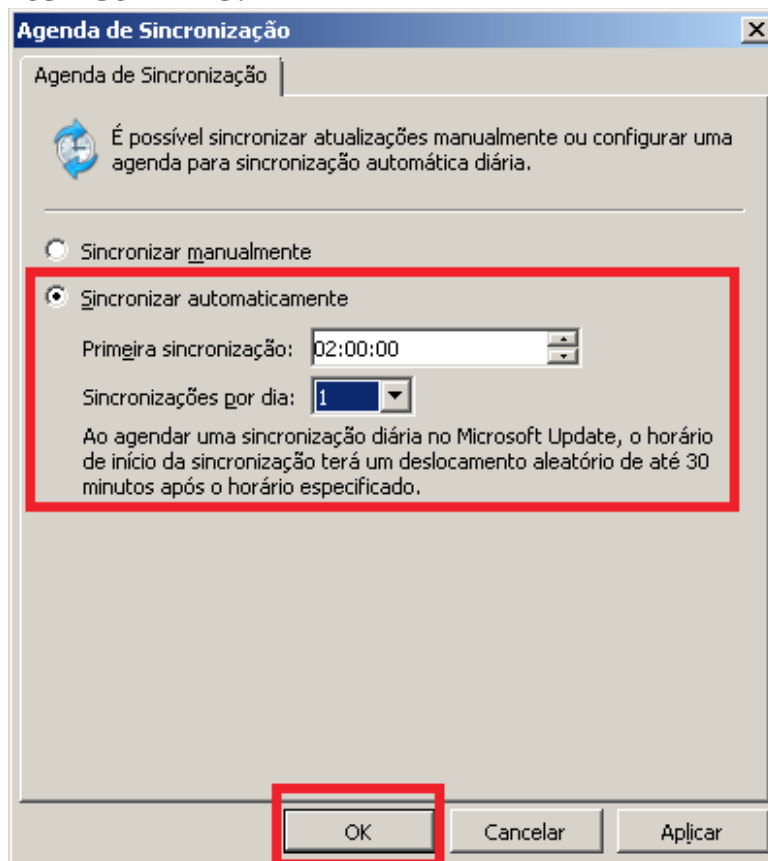 Agenda de Sincronização
Agenda de Sincronização
É possível sincronizar atualizações manualmente ou configurar uma
agenda para sincronização automática diária.
Sincronizar manualmente
Sincronizar automaticamente
Primeira sincronização: 02:00:00
Sincronizações por dia: 1
Ao agendar uma sincronização diária no Microsoft Update, o horário
de início da sincronização terá um deslocamento aleatório de até 30
minutos após o horário especificado.
OK Cancelar Aplicar